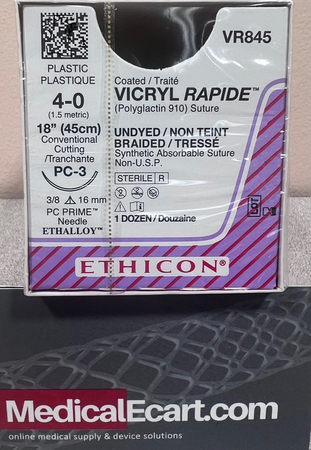 VR845
PLASTIC
PLASTIQUE
4-0
(1.5 metric)
18" (45cm)
Conventional
Cutting
/Tranchante
PC-3
3/8 16 mm
PC PRIME™
Needle
ETHALLOY™
Coated / Traité
VICRYL RAPIDE™
(Polyglactin 910) Suture
UNDYED / NON TEINT
BRAIDED / TRESSÉ
Synthetic Absorbable Suture
Non-U.S.P.
STERILE R
1 DOZEN / Douzaine
LOT
ETHICON®
MedicalEcart.com
online medical supply & device solutions